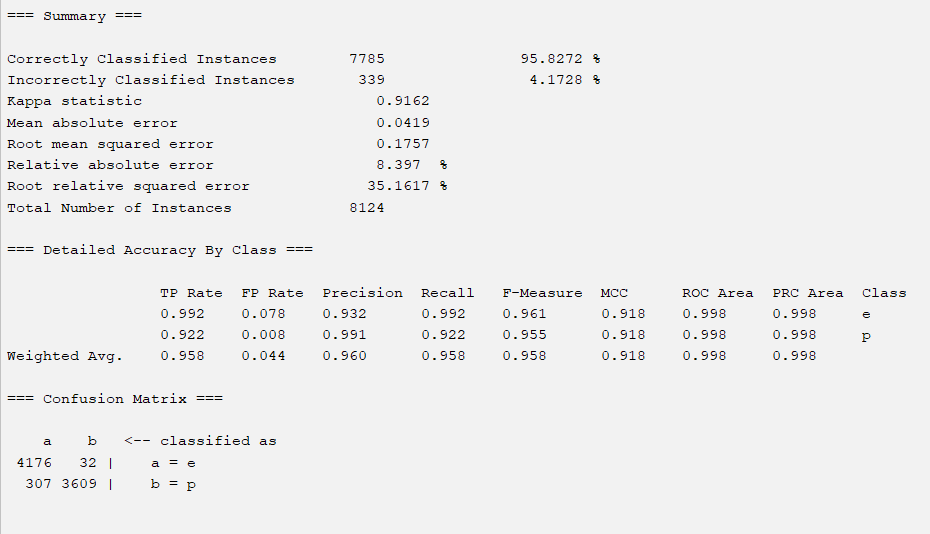 === Summary ===
Correctly Classified Instances 7785 95.8272 %
Incorrectly Classified Instances 339 4.1728 %
Kappa statistic 0.9162
Mean absolute error 0.0419
Root mean squared error 0.1757
Relative absolute error 8.397 %
Root relative squared error 35.1617 %
Total Number of Instances 8124
=== Detailed Accuracy By Class ===
TP Rate FP Rate Precision Recall F-Measure MCC ROC Area PRC Area Class
0.992 0.078 0.932 0.992 0.961 0.918 0.998 0.998 e
0.922 0.008 0.991 0.922 0.955 0.918 0.998 0.998 p
Weighted Avg. 0.958 0.044 0.960 0.958 0.958 0.918 0.998 0.998
=== Confusion Matrix ===
a b <-- classified as
4176 32 | a = e
307 3609 | b = p